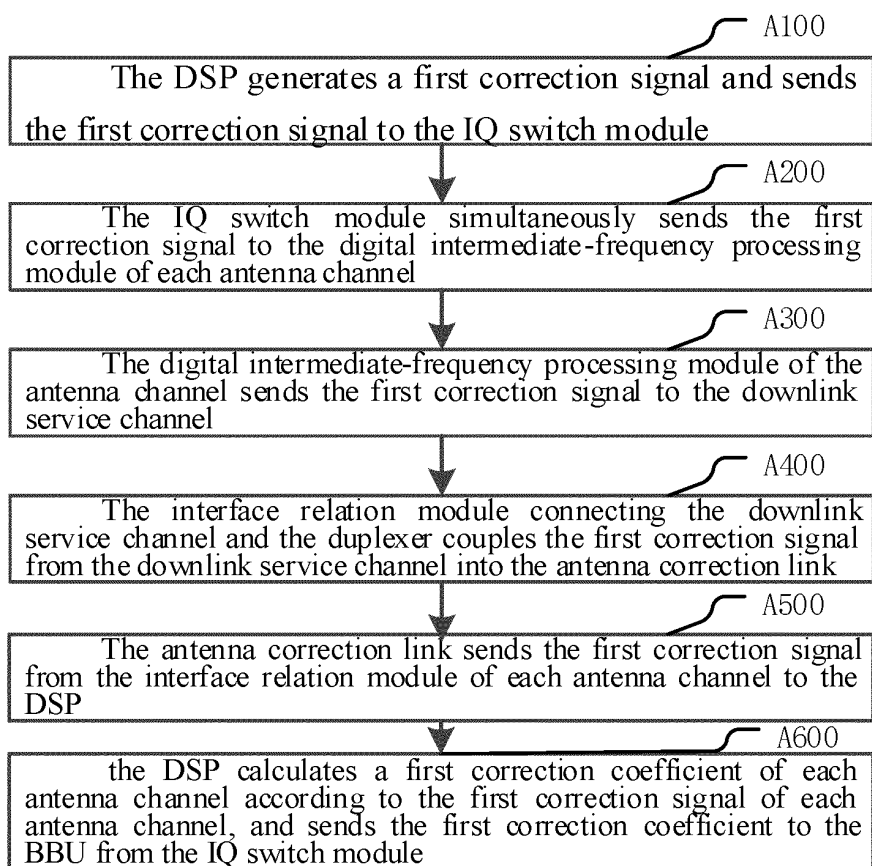 A100
The DSP generates a first correction signal and sends
the first correction signal to the IQ switch module
A200
The IQ switch module simultaneously sends the first
correction signal to the digital intermediate-frequency processing
module of each antenna channel
A300
The digital intermediate-frequency processing module of the
antenna channel sends the first correction signal to the downlink
service channel
A400
The interface relation module connecting the downlink
service channel and the duplexer couples the first correction signal
from the downlink service channel into the antenna correction link
A500
The antenna correction link sends the first correction signal
from the interface relation module of each antenna channel to the
DSP
A600
the DSP calculates a first correction coefficient of each
antenna channel according to the first correction signal of each
antenna channel, and sends the first correction coefficient to the
BBU from the IQ switch module